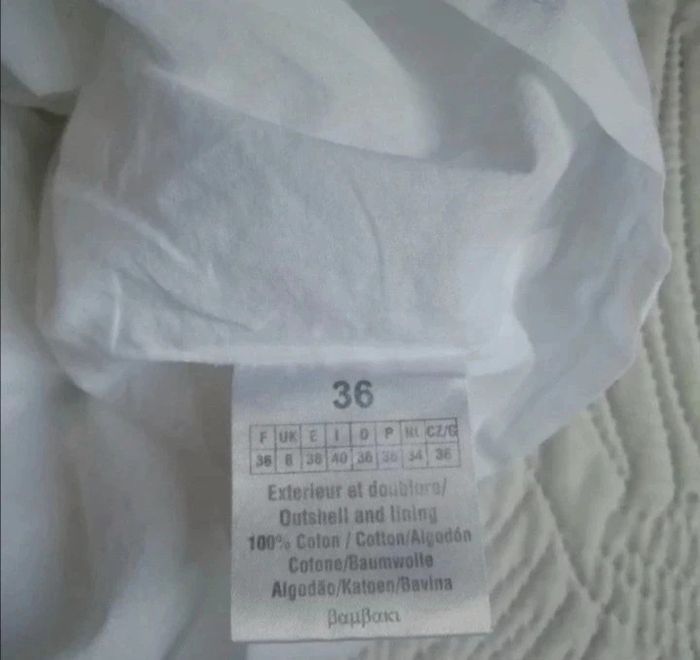 36
F UK E I D P NL CZ/G
36 8 38 40 36 36 34 36
Exterieur et doublure/
Outshell and lining
100% Coton / Cotton/Algodón
Cotone/Baumwolle
Algodão/Katoen/Bavlna
βαμβακι